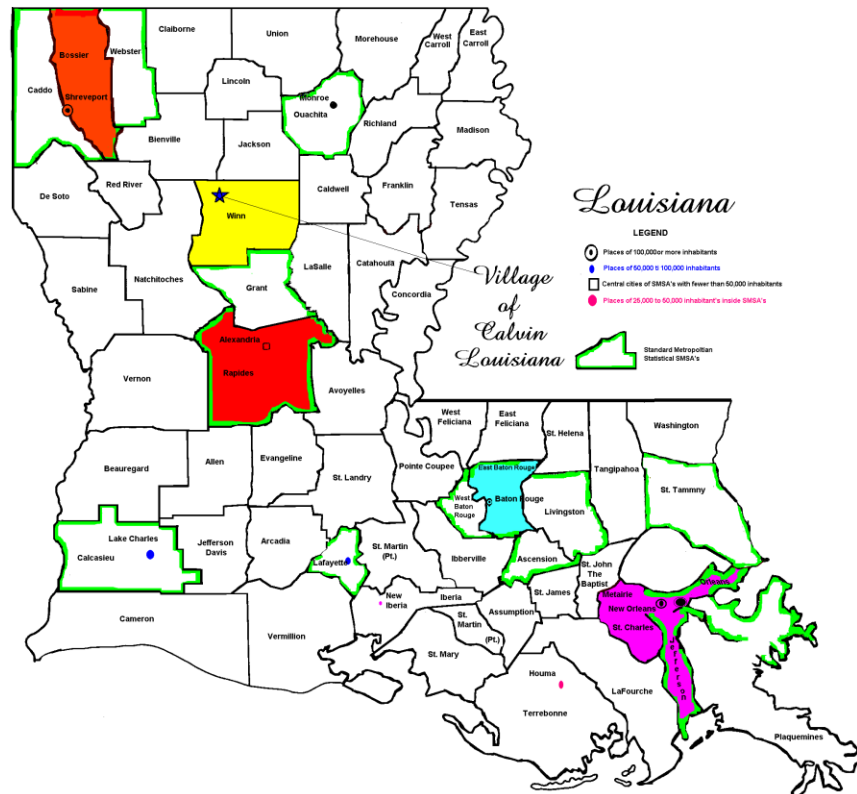 Claiborne
Union
Morehouse
West
Carroll
East
Carroll
Bossier
Webster
Lincoln
Caddo
Shreveport
Monroe
Ouachita
Richland
Madison
Bienville
Jackson
De Soto
Red River
Caldwell
Franklin
Tensas
Winn
Louisiana
LEGEND
Places of 100,000or more inhabitants
Places of 50,000 ti 100,000 inhabitants
Central cities of SMSA's with fewer than 50,000 inhabitants
Places of 25,000 to 50,000 inhabitant's inside SMSA's
Standard Metropoltian
Statistical SMSA's
Village
of
Calvin
Louisiana
Sabine
Natchitoches
Grant
LaSalle
Catahoula
Concordia
Alexandria
Rapides
Vernon
Avoyelles
West
Feliciana
East
Feliciana
St. Helena
Washington
Beauregard
Allen
Evangeline
St. Landry
Pointe Coupee
East Baton Rouge
Tangipahoa
St. Tammny
West
Baton
Rouge
Baton Rouge
Livingston
Lake Charles
Calcasieu
Jefferson
Davis
Arcadia
Lafayette
St. Martin
(Pt.)
Ibberville
Ascension
St. John
The
Baptist
Orleans
Metairie
New Orleans
St. Charles
Jefferson
Cameron
Vermillion
New
Iberia
Iberia
St.
Martin
(Pt.)
Assumption
St. James
St. Mary
Houma
Terrebonne
LaFourche
Plaquemines